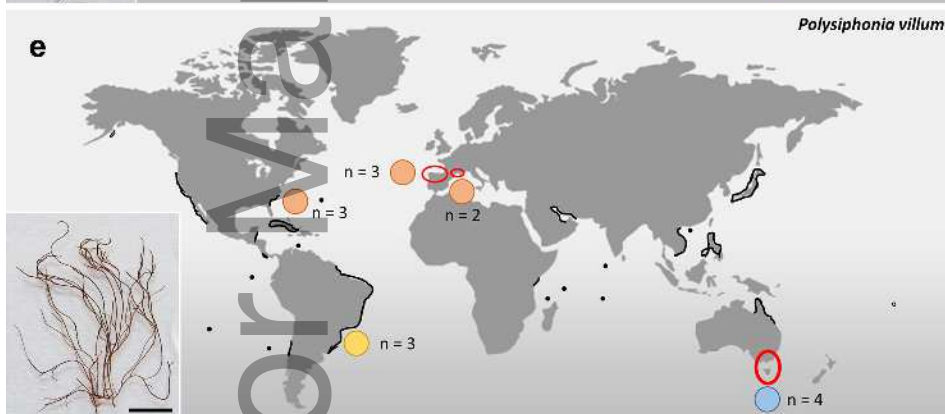 Polysiphonia villum
e
n = 3
n = 3
n = 2
n = 3
n = 4